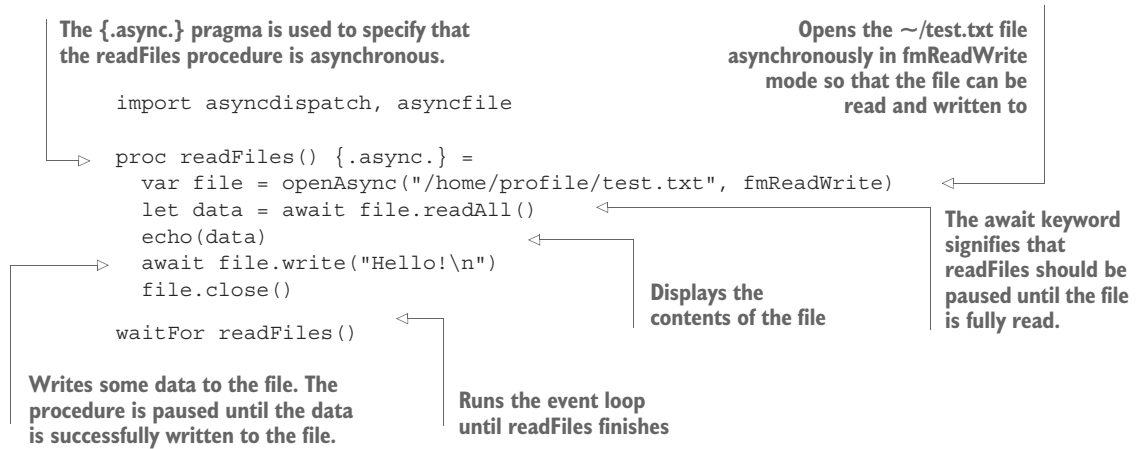 The {.async.} pragma is used to specify that
the readFiles procedure is asynchronous.
Opens the ~/test.txt file
asynchronously in fmReadWrite
mode so that the file can be
read and written to
import asyncdispatch, asyncfile
proc readFiles() {.async.} =
var file = openAsync("/home/profile/test.txt", fmReadWrite)
let data = await file.readAll()
echo(data)
await file.write("Hello!\n")
file.close()
waitFor readFiles()
The await keyword
signifies that
readFiles should be
paused until the file
is fully read.
Displays the
contents of the file
Writes some data to the file. The
procedure is paused until the data
is successfully written to the file.
Runs the event loop
until readFiles finishes